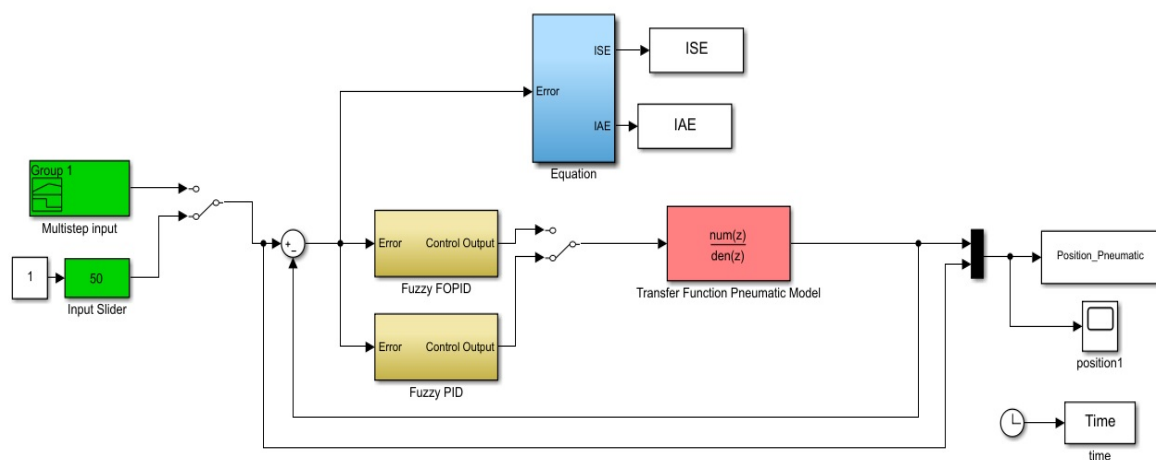 ISE
ISE
Error
IAE
IAE
Equation
Group 1
Multistep input
1
50
Input Slider
+
−
Error
Control Output
Fuzzy FOPID
Error
Control Output
Fuzzy PID
num(z)
den(z)
Transfer Function Pneumatic Model
Position_Pneumatic
position1
Time
time